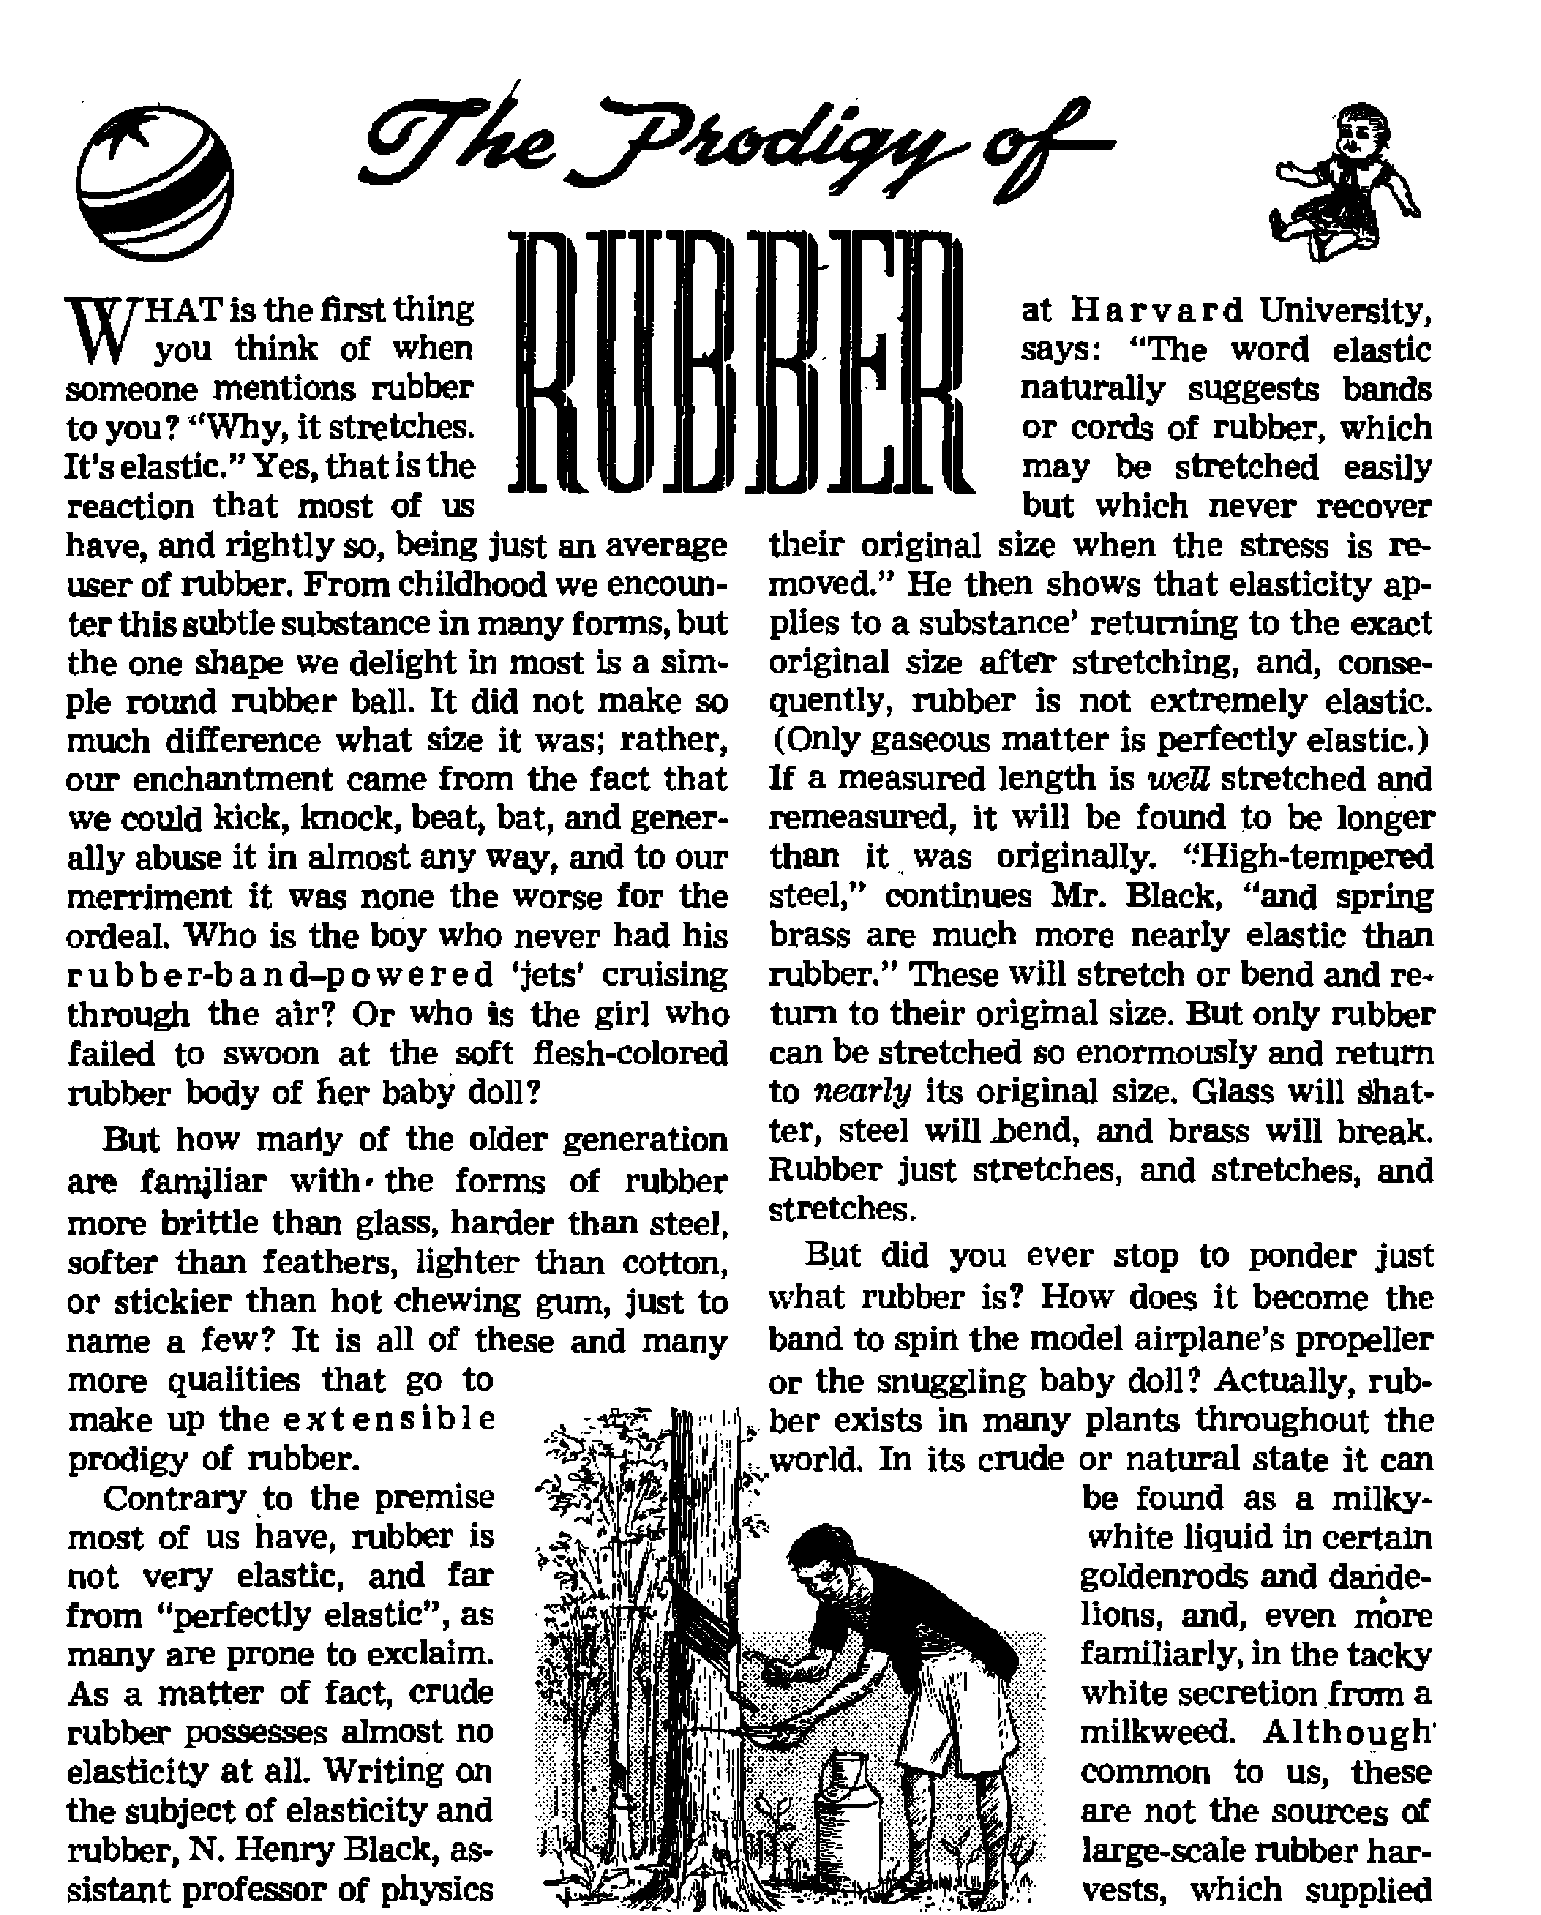 The Prodigy of
RUBBER
WHAT is the first thing
you think of when
someone mentions rubber
to you? “Why, it stretches.
It's elastic.” Yes, that is the
reaction that most of us
have, and rightly so, being just an average
user of rubber. From childhood we encoun-
ter this subtle substance in many forms, but
the one shape we delight in most is a sim-
ple round rubber ball. It did not make so
much difference what size it was; rather,
our enchantment came from the fact that
we could kick, knock, beat, bat, and gener-
ally abuse it in almost any way, and to our
merriment it was none the worse for the
ordeal. Who is the boy who never had his
rubber-band-powered ‘jets’ cruising
through the air? Or who is the girl who
failed to swoon at the soft flesh-colored
rubber body of her baby doll?
But how many of the older generation
are familiar with the forms of rubber
more brittle than glass, harder than steel,
softer than feathers, lighter than cotton,
or stickier than hot chewing gum, just to
name a few? It is all of these and many
more qualities that go to
make up the extensible
prodigy of rubber.
Contrary to the premise
most of us have, rubber is
not very elastic, and far
from “perfectly elastic”, as
many are prone to exclaim.
As a matter of fact, crude
rubber possesses almost no
elasticity at all. Writing on
the subject of elasticity and
rubber, N. Henry Black, as-
sistant professor of physics
at Harvard University,
says: “The word elastic
naturally suggests bands
or cords of rubber, which
may be stretched easily
but which never recover
their original size when the stress is re-
moved.” He then shows that elasticity ap-
plies to a substance' returning to the exact
original size after stretching, and, conse-
quently, rubber is not extremely elastic.
(Only gaseous matter is perfectly elastic.)
If a measured length is well stretched and
remeasured, it will be found to be longer
than it was originally. “High-tempered
steel,” continues Mr. Black, “and spring
brass are much more nearly elastic than
rubber.” These will stretch or bend and re-
turn to their original size. But only rubber
can be stretched so enormously and return
to nearly its original size. Glass will shat-
ter, steel will bend, and brass will break.
Rubber just stretches, and stretches, and
stretches.
But did you ever stop to ponder just
what rubber is? How does it become the
band to spin the model airplane's propeller
or the snuggling baby doll? Actually, rub-
ber exists in many plants throughout the
world. In its crude or natural state it can
be found as a milky-
white liquid in certain
goldenrods and dande-
lions, and, even more
familiarly, in the tacky
white secretion from a
milkweed. Although
common to us, these
are not the sources of
large-scale rubber har-
vests, which supplied